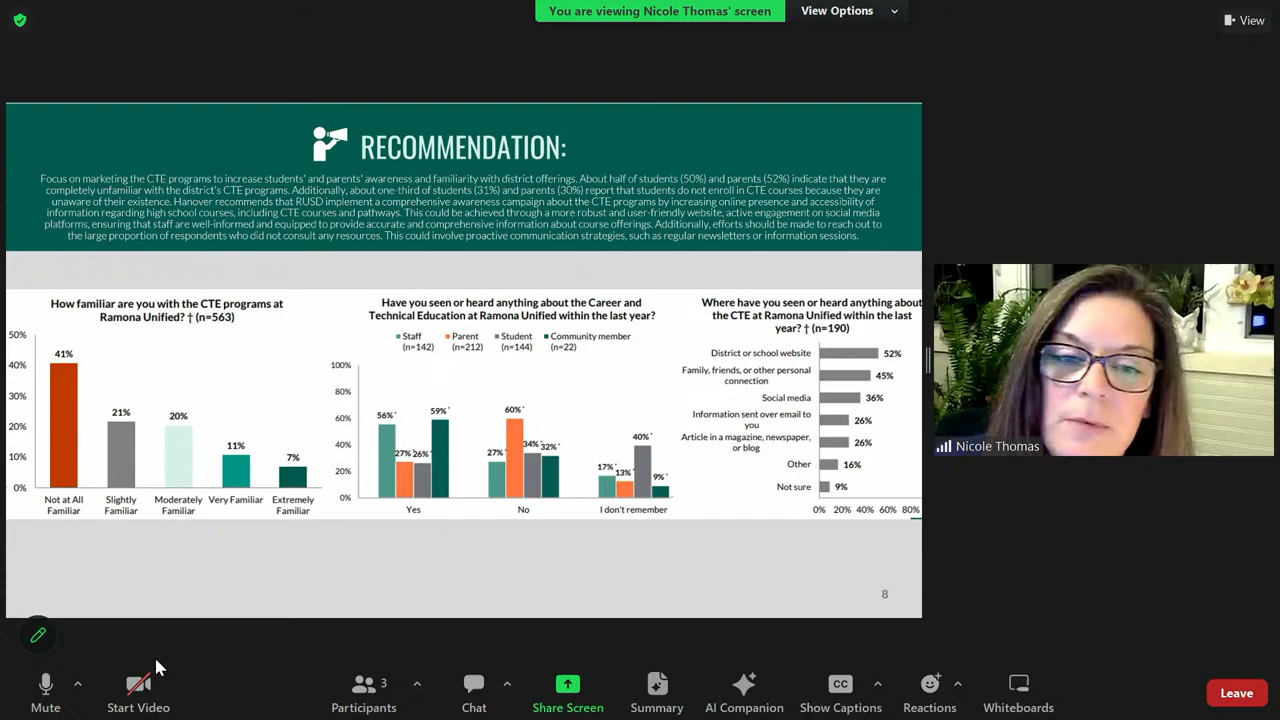 You are viewing Nicole Thomas' screen
View Options
View
RECOMMENDATION:
Focus on marketing the CTE programs to increase students' and parents' awareness and familiarity with district offerings. About half of students (50%) and parents (52%) indicate that they are
completely unfamiliar with the district's CTE programs. Additionally, about one-third of students (31%) and parents (30%) report that students do not enroll in CTE courses because they are
unaware of their existence. Hanover recommends that RUSD implement a comprehensive awareness campaign about the CTE programs by increasing online presence and accessibility of
information regarding high school courses, including CTE courses and pathways. This could be achieved through a more robust and user-friendly website, active engagement on social media
platforms, ensuring that staff are well-informed and equipped to provide accurate and comprehensive information about course offerings. Additionally, efforts should be made to reach out to
the large proportion of respondents who did not consult any resources. This could involve proactive communication strategies, such as regular newsletters or information sessions.
How familiar are you with the CTE programs at
Ramona Unified? † (n=563)
50%
40%
30%
20%
10%
0%
41%
21%
20%
11%
7%
Not at All
Familiar
Slightly
Familiar
Moderately
Familiar
Very Familiar
Extremely
Familiar
Have you seen or heard anything about the Career and
Technical Education at Ramona Unified within the last year?
Staff
(n=142)
Parent
(n=212)
Student
(n=144)
Community member
(n=22)
100%
80%
60%
40%
20%
0%
56%*
27%*
26%*
59%*
27%*
60%*
34%*
32%*
17%*
13%*
40%*
9%*
Yes
No
I don't remember
Where have you seen or heard anything about
the CTE at Ramona Unified within the last
year? † (n=190)
District or school website
52%
Family, friends, or other personal
connection
45%
Social media
36%
Information sent over email to
you
26%
Article in a magazine, newspaper,
or blog
26%
Other
16%
Not sure
9%
0% 20% 40% 60% 80%
8
Nicole Thomas
Mute
Start Video
3
Participants
Chat
Share Screen
Summary
AI Companion
CC
Show Captions
Reactions
Whiteboards
Leave